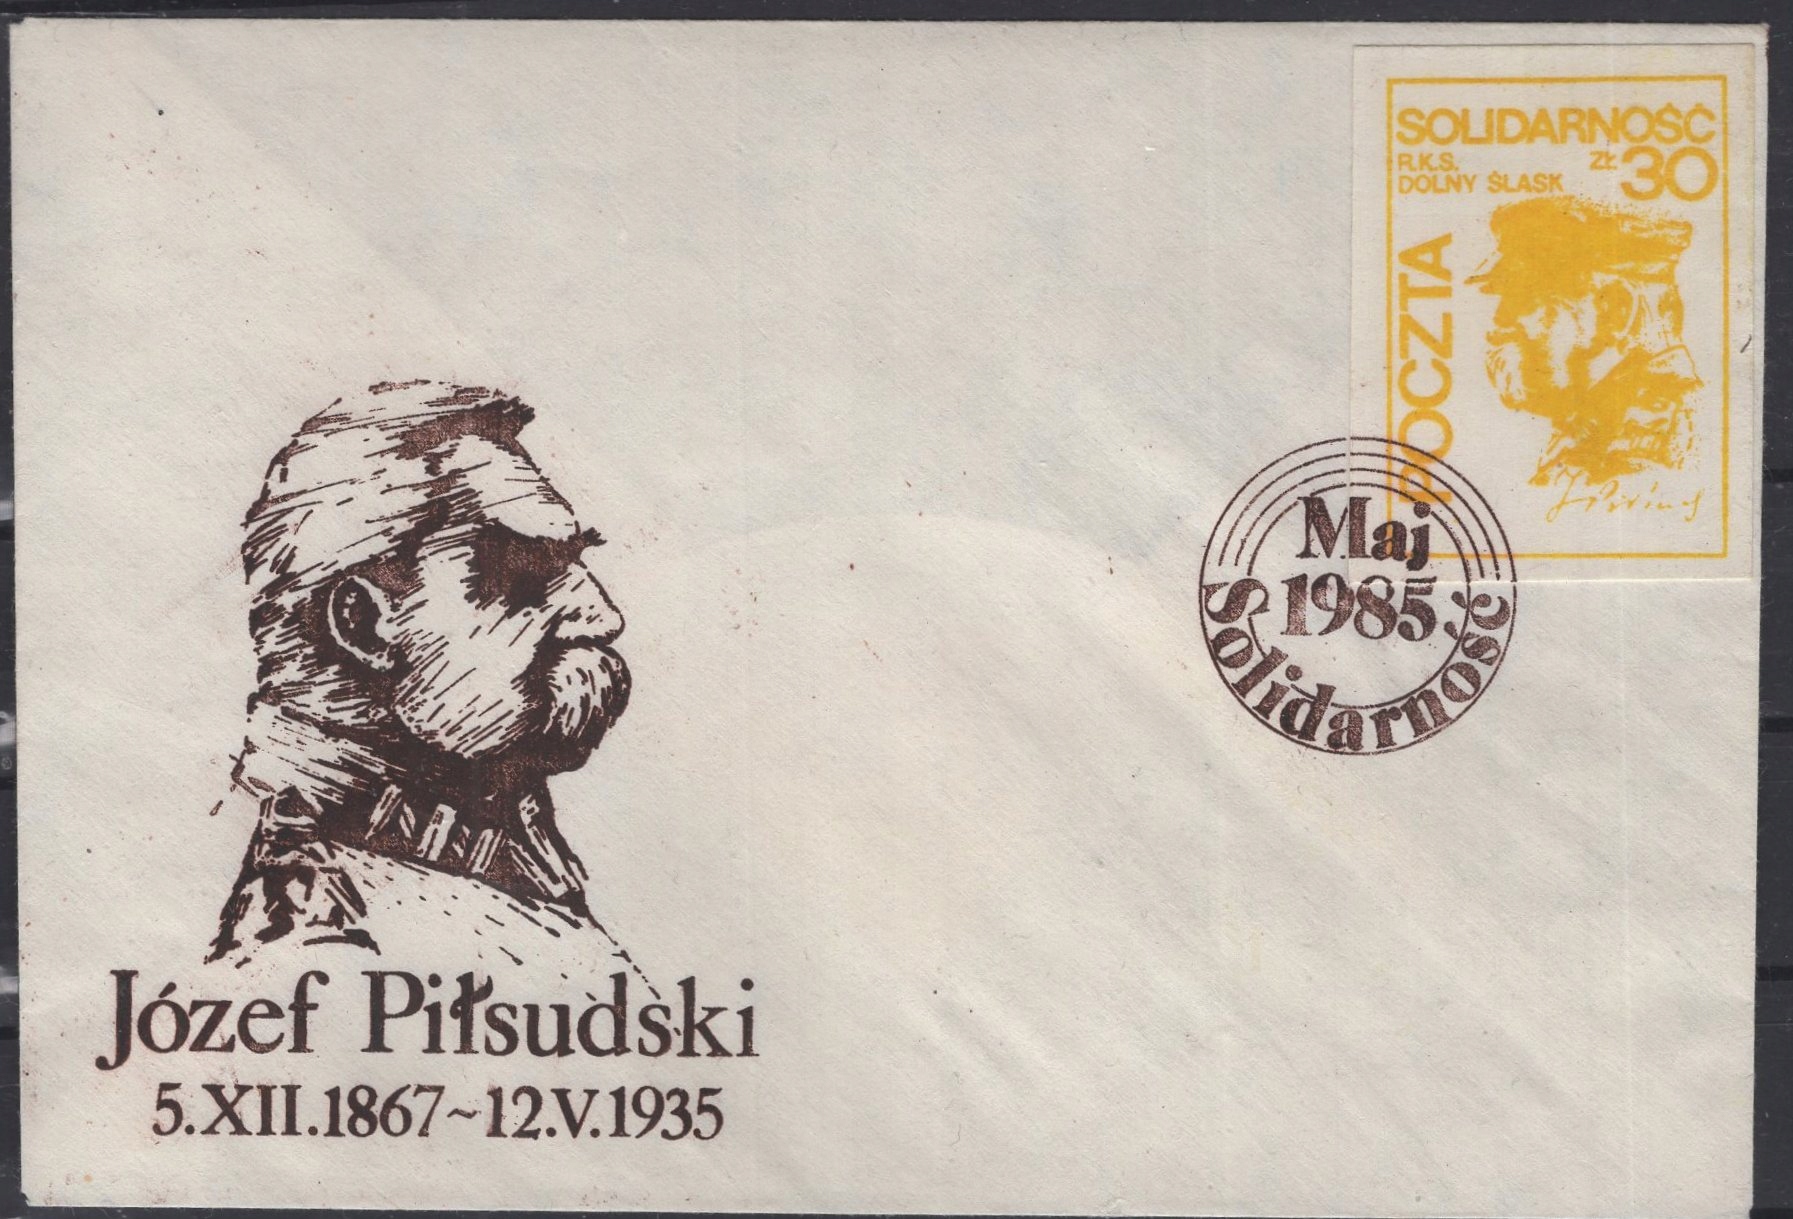 SOLIDARNOŚĆ
R.K.S. ZŁ 30
DOLNY ŚLASK
POCZTA
Maj
1985
Solidarność
Józef Piłsudski
5.XII.1867~12.V.1935